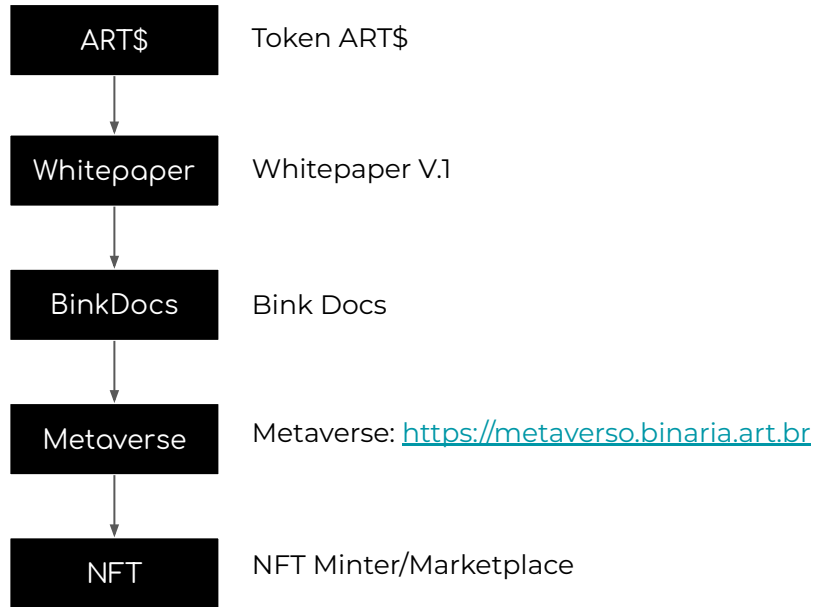 ART$ Token ART$
Whitepaper Whitepaper V.1
BinkDocs Bink Docs
Metaverse Metaverse: https://metaverso.binaria.art.br
NFT NFT Minter/Marketplace